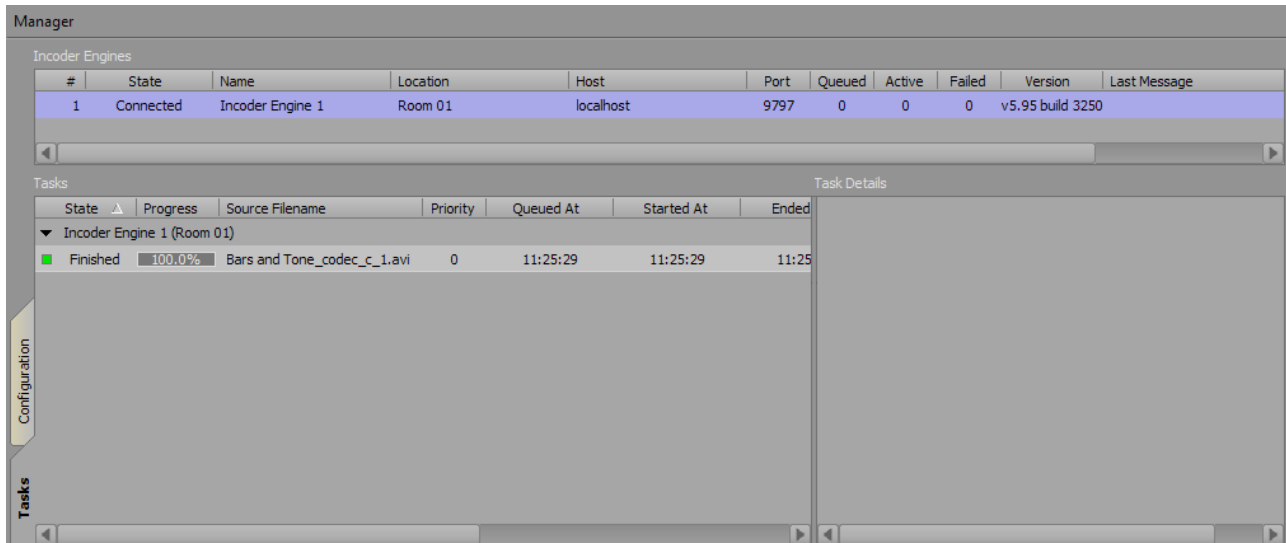 Manager
Incoder Engines
# State Name Location Host Port Queued Active Failed Version Last Message
1 Connected Incoder Engine 1 Room 01 localhost 9797 0 0 0 v5.95 build 3250
Tasks Task Details
State Progress Source Filename Priority Queued At Started At Ended
Incoder Engine 1 (Room 01)
Finished 100.0% Bars and Tone_codec_c_1.avi 0 11:25:29 11:25:29 11:25
Configuration
Tasks